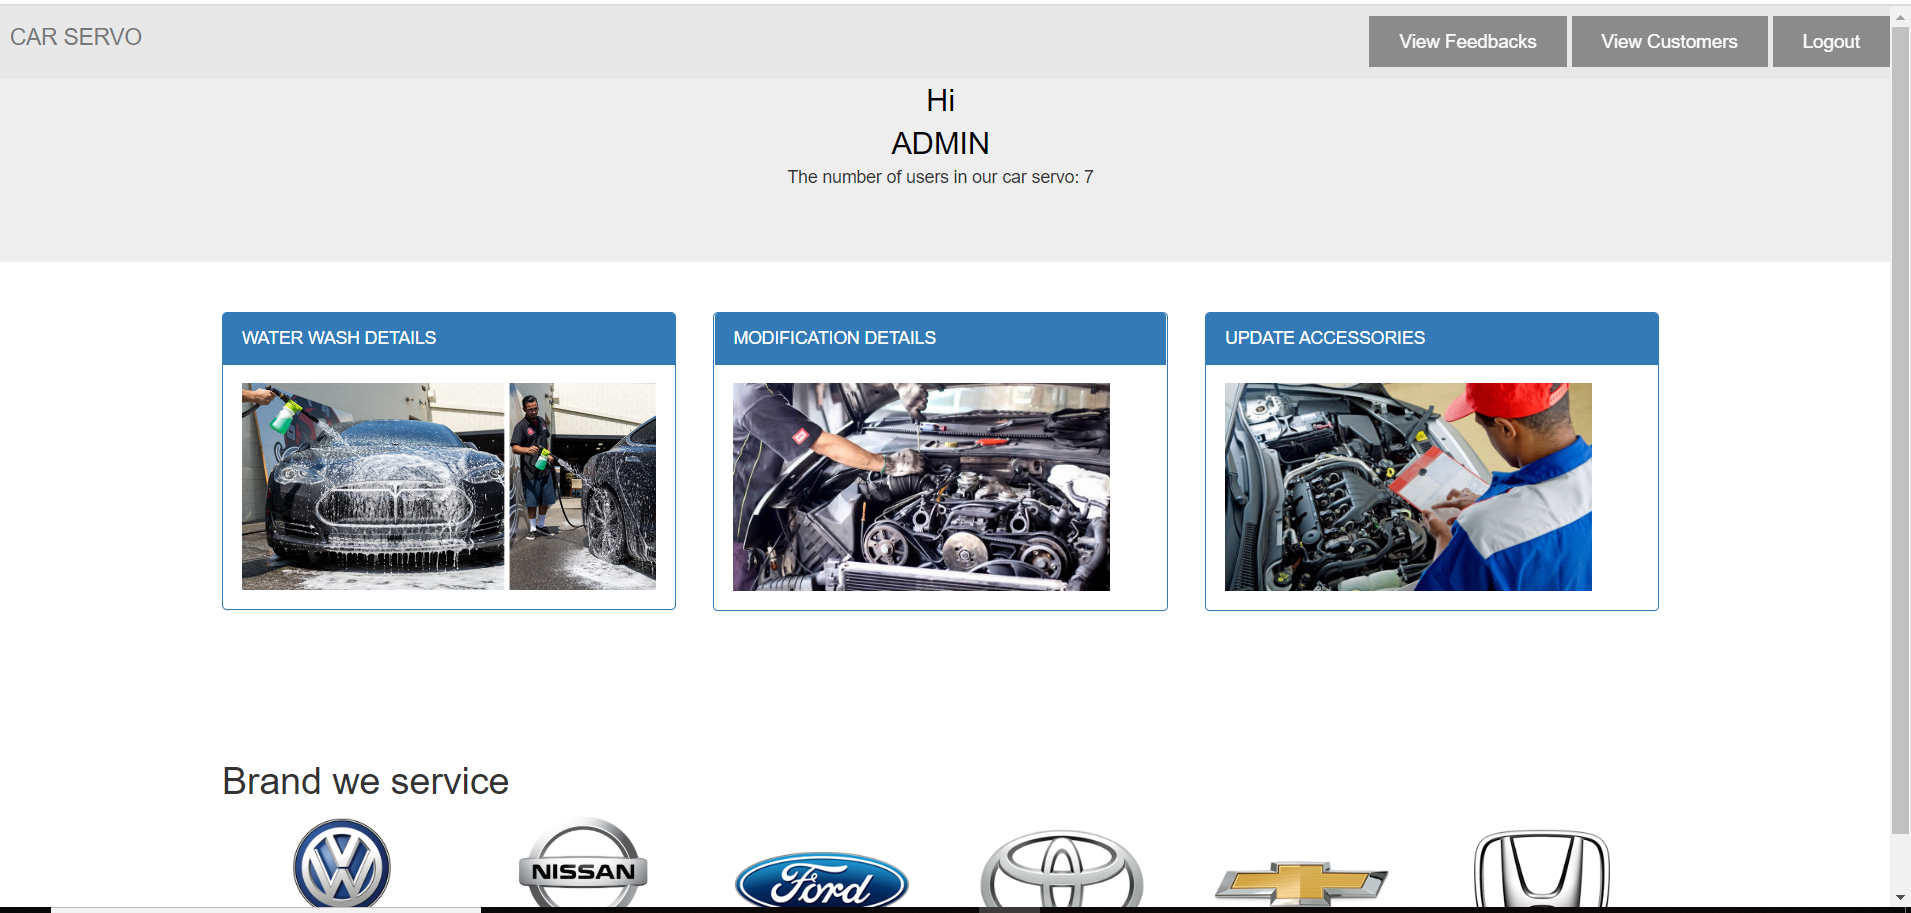 CAR SERVO
View Feedbacks
View Customers
Logout
Hi
ADMIN
The number of users in our car servo: 7
WATER WASH DETAILS
MODIFICATION DETAILS
UPDATE ACCESSORIES
Brand we service
NISSAN
Ford